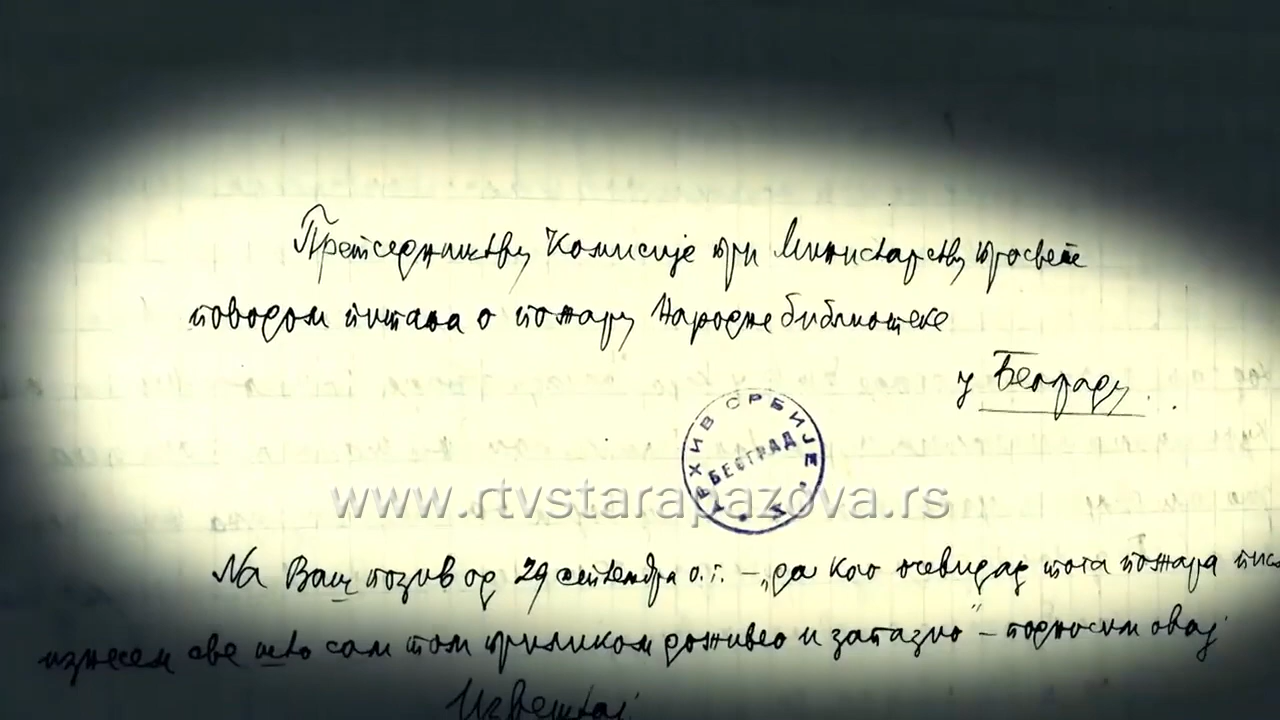 Претседништву Комисије при Министарству просвете
поводом питања о пожару Народне библиотеке
у Београду.
АРХИВ СРБИЈЕ
БЕОГРАД
www.rtvstarapazova.rs
На Ваш позив од 29 септембра о.г. – „да као очевидац тога пожара
изнесем све што сам том приликом доживео и запазио“ – подносим овај
Извештај